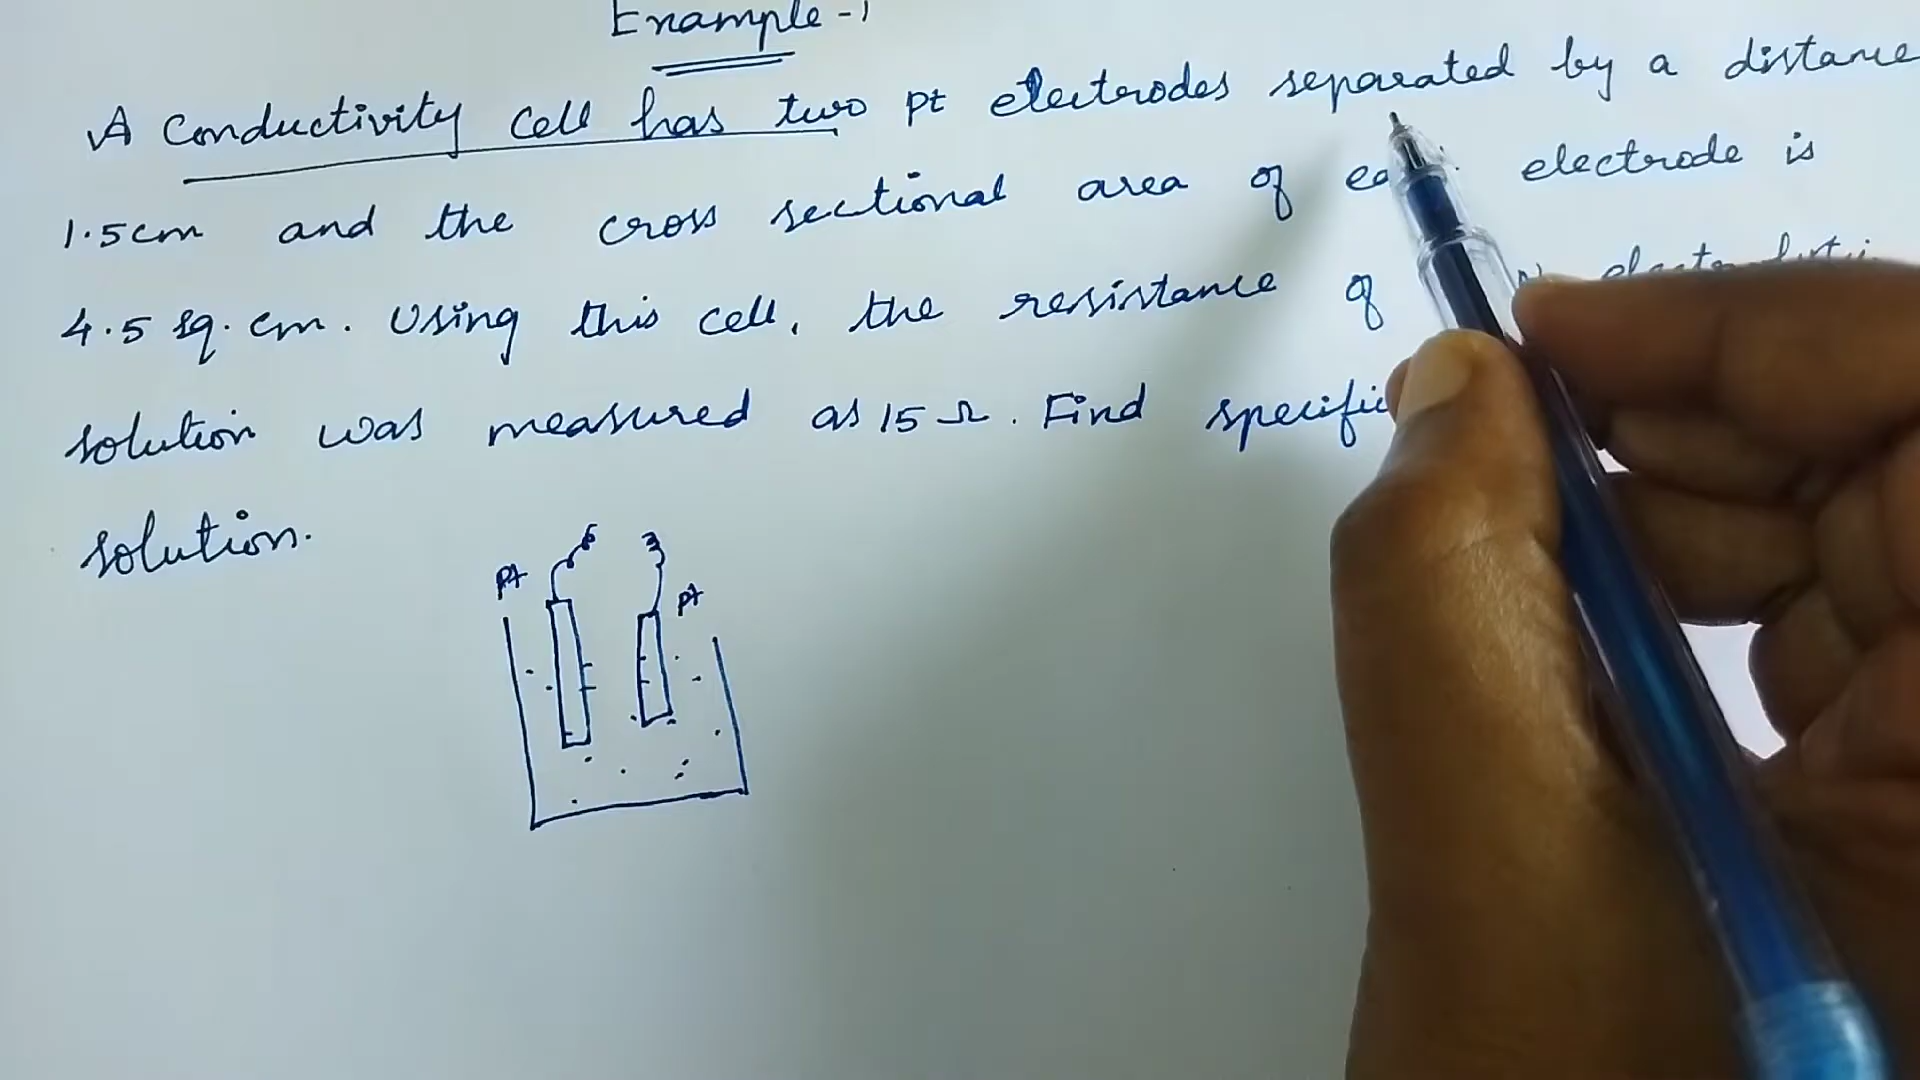 Example-1
A Conductivity cell has two pt electrodes separated by a distance
1.5cm and the cross sectional area of electrode is
4.5 sq. cm. Using this cell, the resistance of
solution was measured as 15 Ω. Find specific
solution.
pt
pt